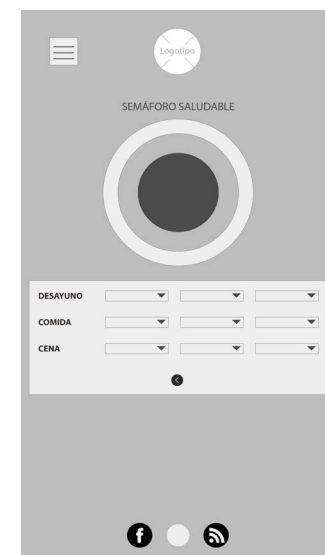 Logotipo
SEMÁFORO SALUDABLE
DESAYUNO
COMIDA
CENA